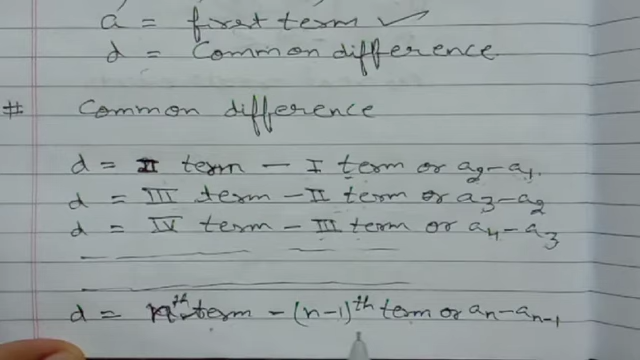 a = first term ✓
d = Common difference
# Common difference
d = II term - I term or a₂-a₁.
d = III term - II term or a₃-a₂
d = IV term - III term or a₄-a₃
d = nᵗʰ term - (n-1)ᵗʰ term or aₙ-aₙ₋₁